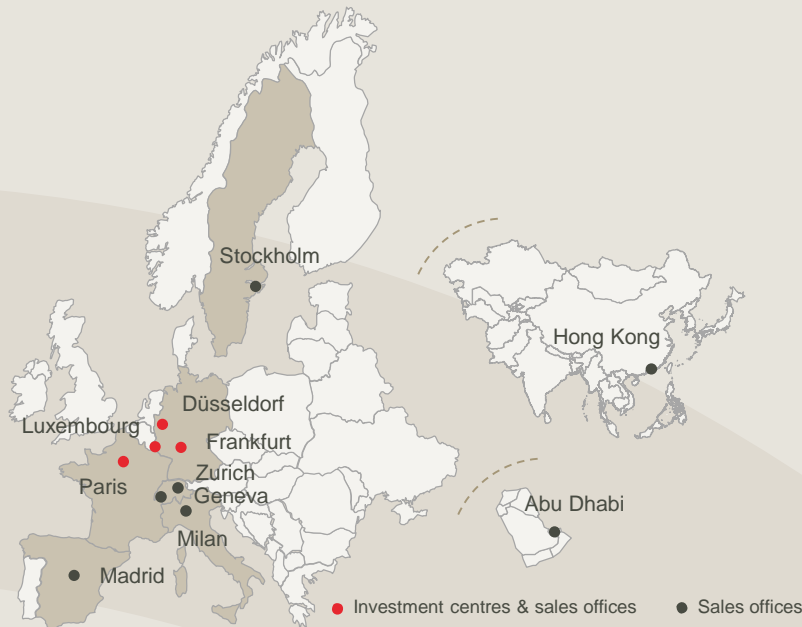 Stockholm
Hong Kong
Düsseldorf
Luxembourg
Frankfurt
Zurich
Paris
Geneva
Abu Dhabi
Milan
Madrid
Investment centres & sales offices
Sales offices